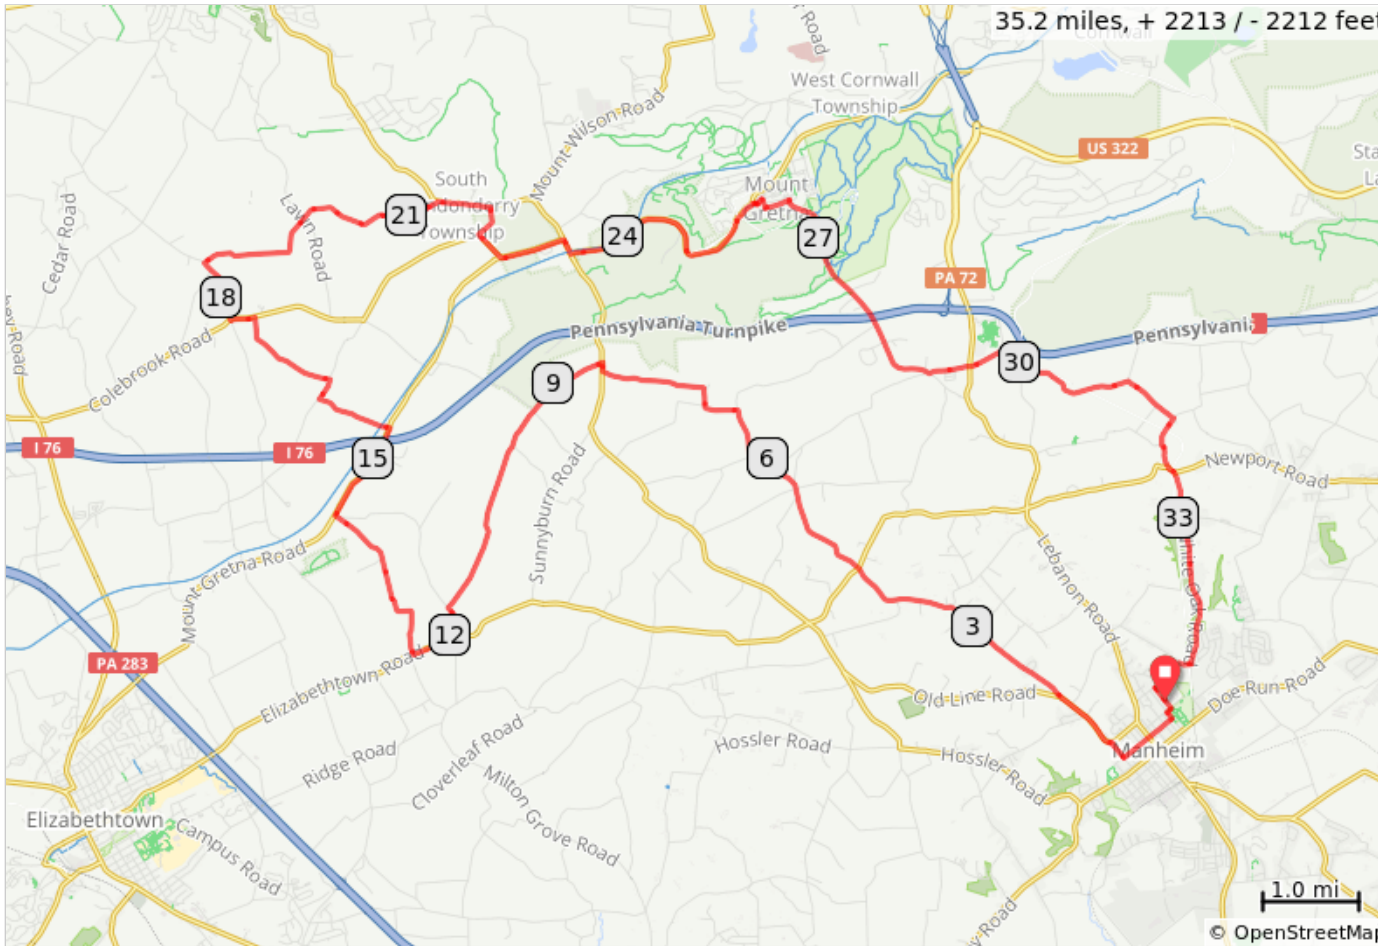 35.2 miles, + 2213 / - 2212 feet
Cornwall
West Cornwall
Township
Mount Wilson Road
US 322
South
Londonderry
Township
Mount
Gretna
Lawn Road
Cedar Road
21
24
27
18
PA 72
Pennsylvania Turnpike
Pennsylvania
Colebrook Road
9
30
I 76
I 76
15
6
Newport Road
Sunnyburn Road
33
White Oak Road
Lebanon Road
Mount Gretna Road
12
3
PA 283
Elizabethtown Road
Old Line Road
Doe Run Road
Manheim
Hossler Road
Hossler Road
Ridge Road
Cloverleaf Road
Milton Grove Road
Elizabethtown
Campus Road
1.0 mi
© OpenStreetMap